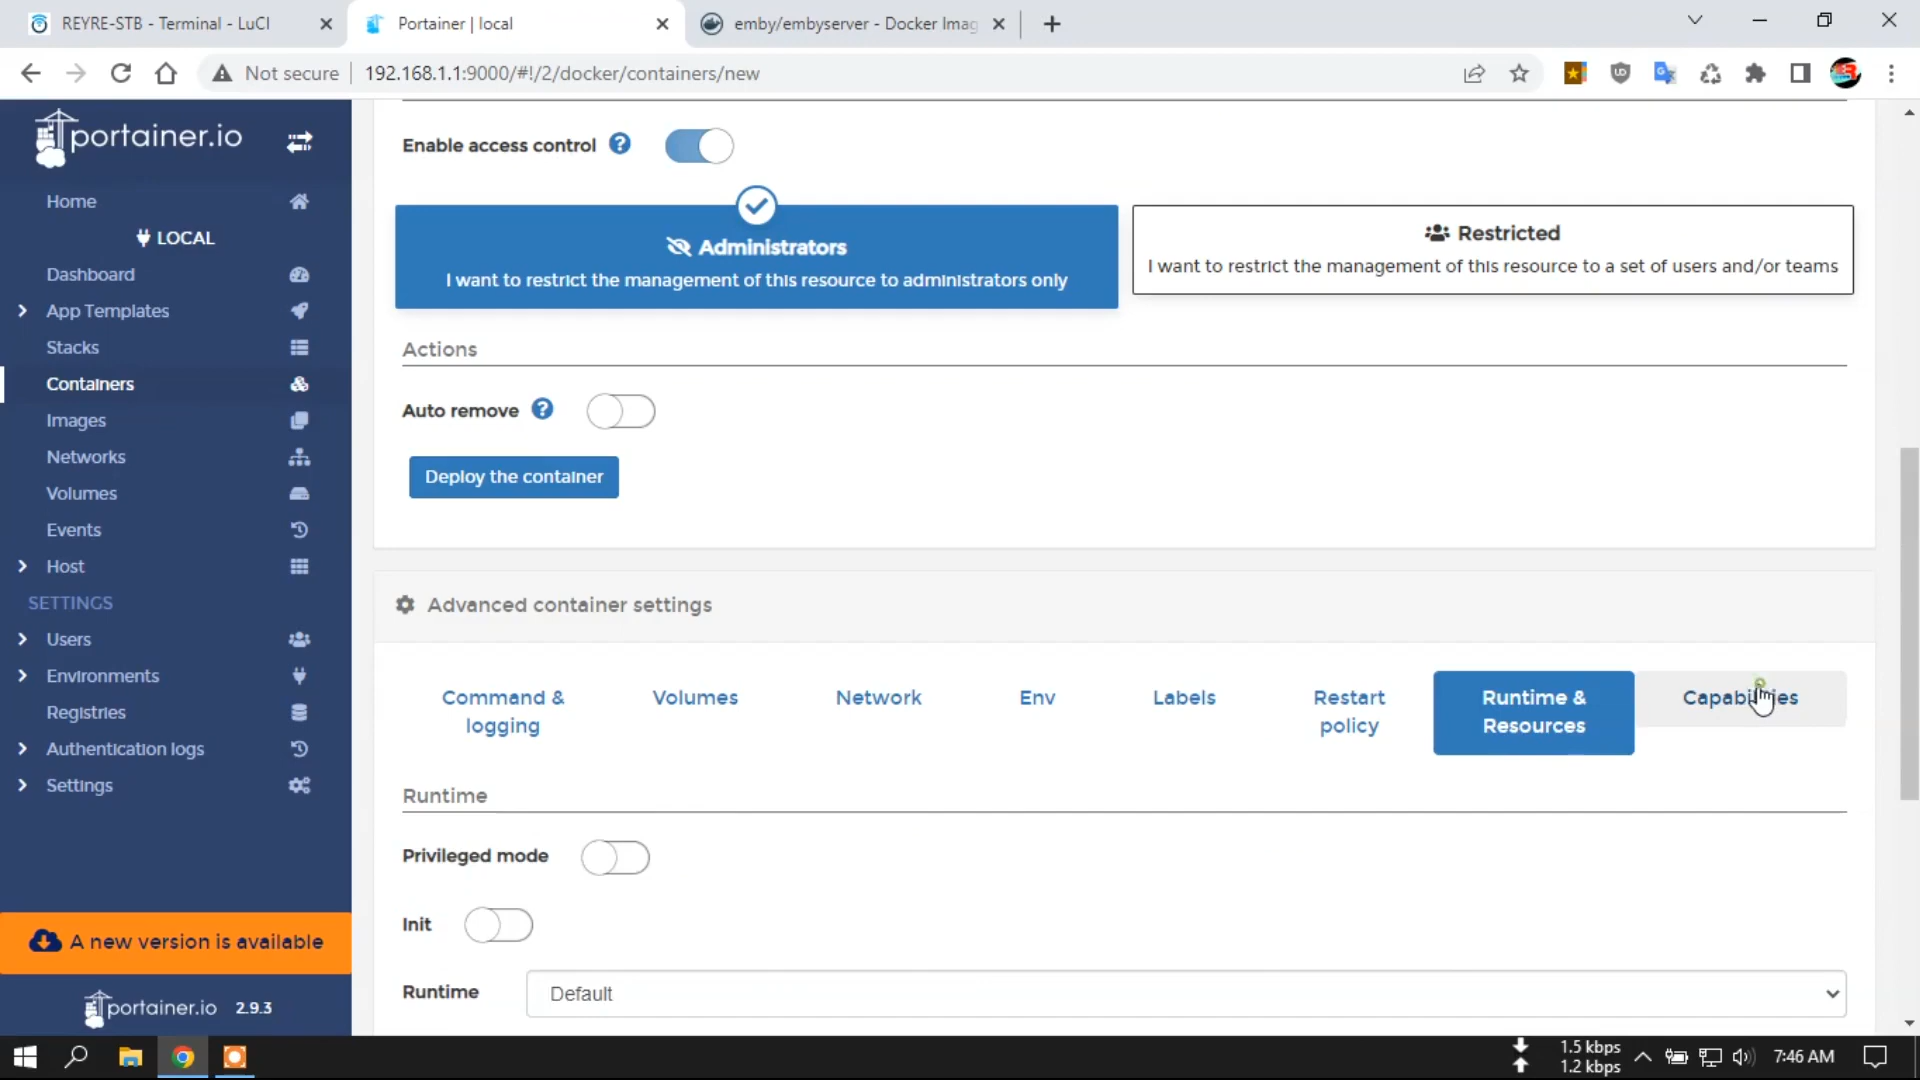 REYRE-STB - Terminal - LuCI
Portainer | local
emby/embyserver - Docker Imag
Not secure
192.168.1.1:9000/#!/2/docker/containers/new
portainer.io
Home
LOCAL
Dashboard
App Templates
Stacks
Containers
Images
Networks
Volumes
Events
Host
SETTINGS
Users
Environments
Registries
Authentication logs
Settings
A new version is available
portainer.io 2.9.3
Enable access control
Administrators
I want to restrict the management of this resource to administrators only
Restricted
I want to restrict the management of this resource to a set of users and/or teams
Actions
Auto remove
Deploy the container
Advanced container settings
Command &
logging
Volumes
Network
Env
Labels
Restart
policy
Runtime &
Resources
Capabilities
Runtime
Privileged mode
Init
Runtime
Default
1.5 kbps
1.2 kbps
7:46 AM